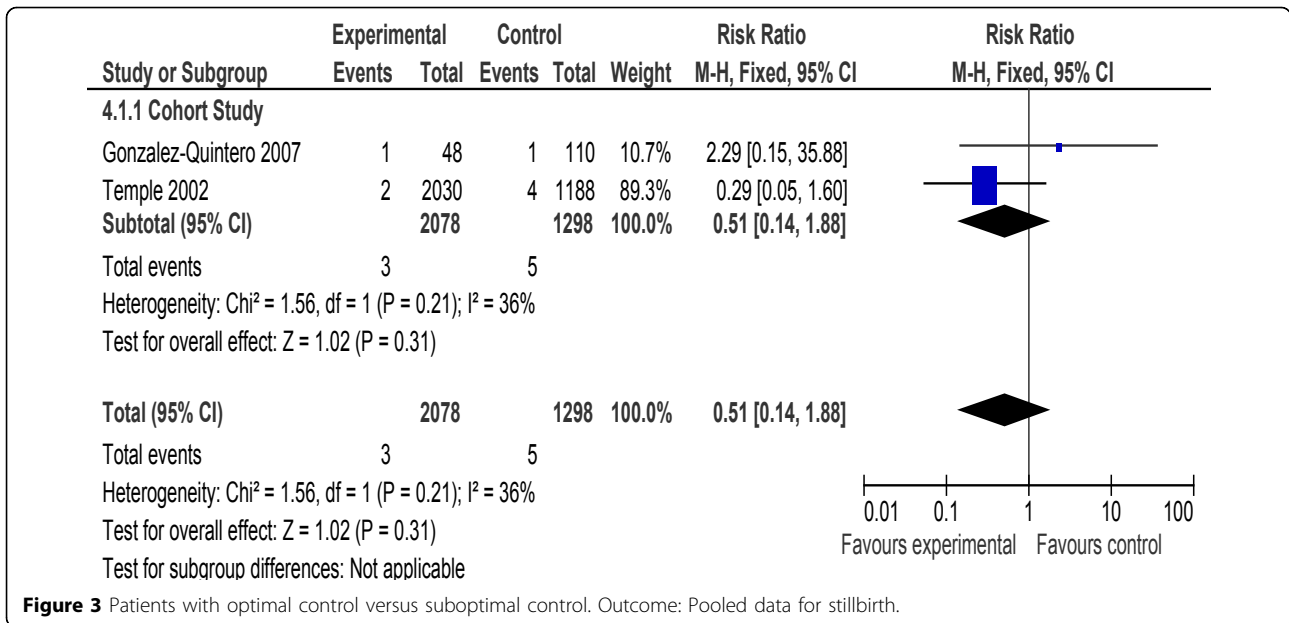 Experimental Control Risk Ratio Risk Ratio
Study or Subgroup Events Total Events Total Weight M-H, Fixed, 95% CI M-H, Fixed, 95% CI
4.1.1 Cohort Study
Gonzalez-Quintero 2007 1 48 1 110 10.7% 2.29 [0.15, 35.88]
Temple 2002 2 2030 4 1188 89.3% 0.29 [0.05, 1.60]
Subtotal (95% CI) 2078 1298 100.0% 0.51 [0.14, 1.88]
Total events 3 5
Heterogeneity: Chi² = 1.56, df = 1 (P = 0.21); I² = 36%
Test for overall effect: Z = 1.02 (P = 0.31)
Total (95% CI) 2078 1298 100.0% 0.51 [0.14, 1.88]
Total events 3 5
Heterogeneity: Chi² = 1.56, df = 1 (P = 0.21); I² = 36%
Test for overall effect: Z = 1.02 (P = 0.31)
Test for subgroup differences: Not applicable
0.01 0.1 1 10 100
Favours experimental Favours control
Figure 3 Patients with optimal control versus suboptimal control. Outcome: Pooled data for stillbirth.